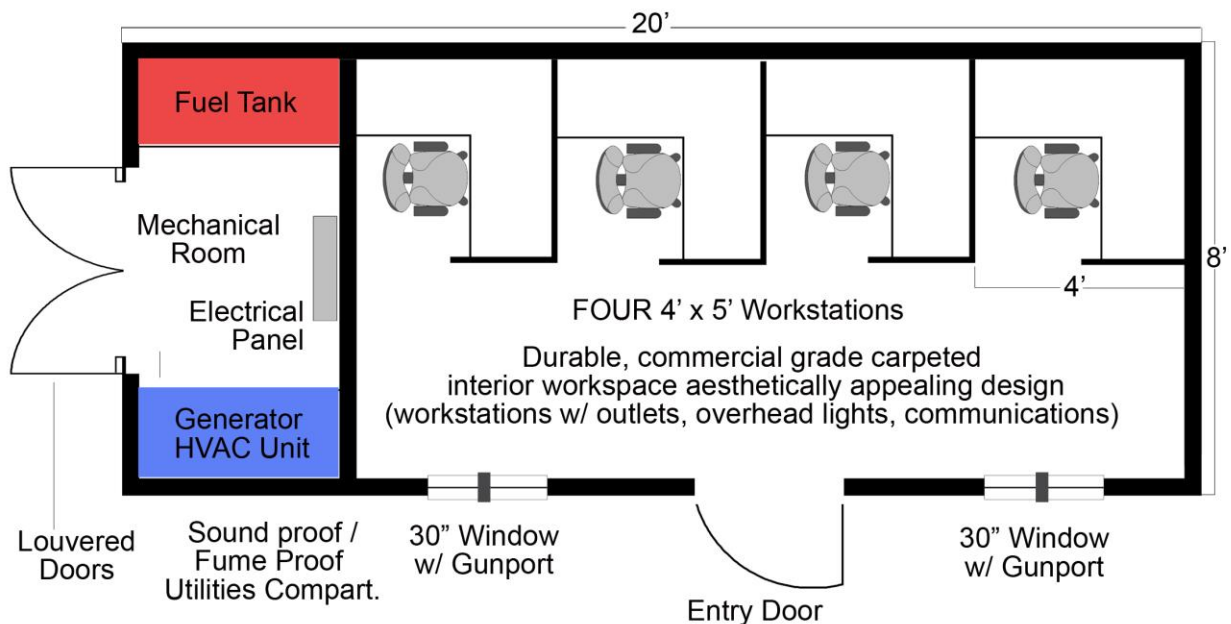 20’
Fuel Tank
Mechanical
Room
Electrical
Panel
8’
4’
FOUR 4’ x 5’ Workstations
Durable, commercial grade carpeted
interior workspace aesthetically appealing design
(workstations w/ outlets, overhead lights, communications)
Generator
HVAC Unit
Louvered
Doors
Sound proof /
Fume Proof
Utilities Compart.
30” Window
w/ Gunport
Entry Door
30” Window
w/ Gunport